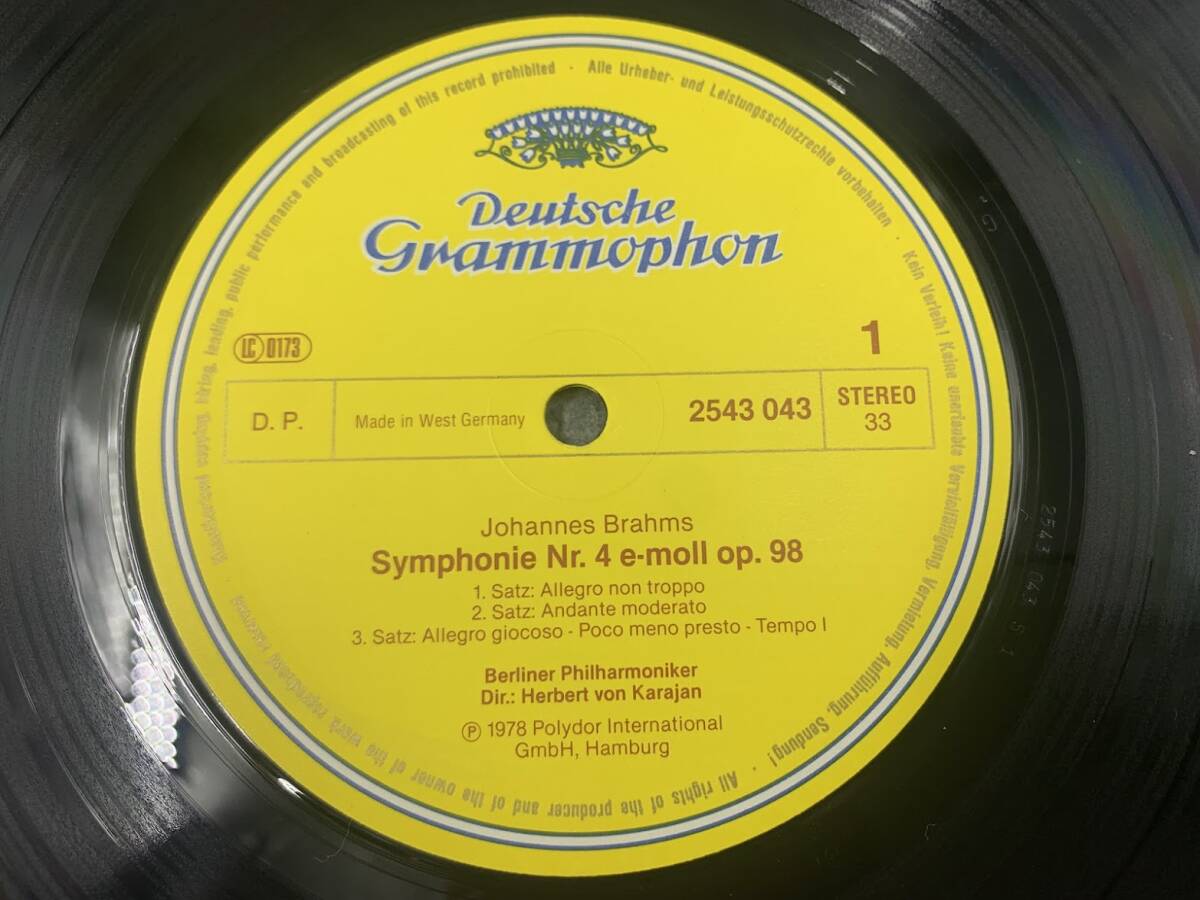 Alle Urheber- und Leistungsschutzrechte vorbehalten · Kein Verleih! Keine unerlaubte Vervielfältigung, Vermietung, Aufführung, Sendung! ·
All rights of the producer and of the owner of the work reproduced reserved
Unauthorized copying, hiring, lending, public performance and broadcasting of this record prohibited ·
Deutsche
Grammophon
LC 0173
1
D. P.
Made in West Germany
2543 043
STEREO
33
Johannes Brahms
Symphonie Nr. 4 e-moll op. 98
1. Satz: Allegro non troppo
2. Satz: Andante moderato
3. Satz: Allegro giocoso - Poco meno presto - Tempo I
Berliner Philharmoniker
Dir.: Herbert von Karajan
℗ 1978 Polydor International
GmbH, Hamburg
2543 043 S 1